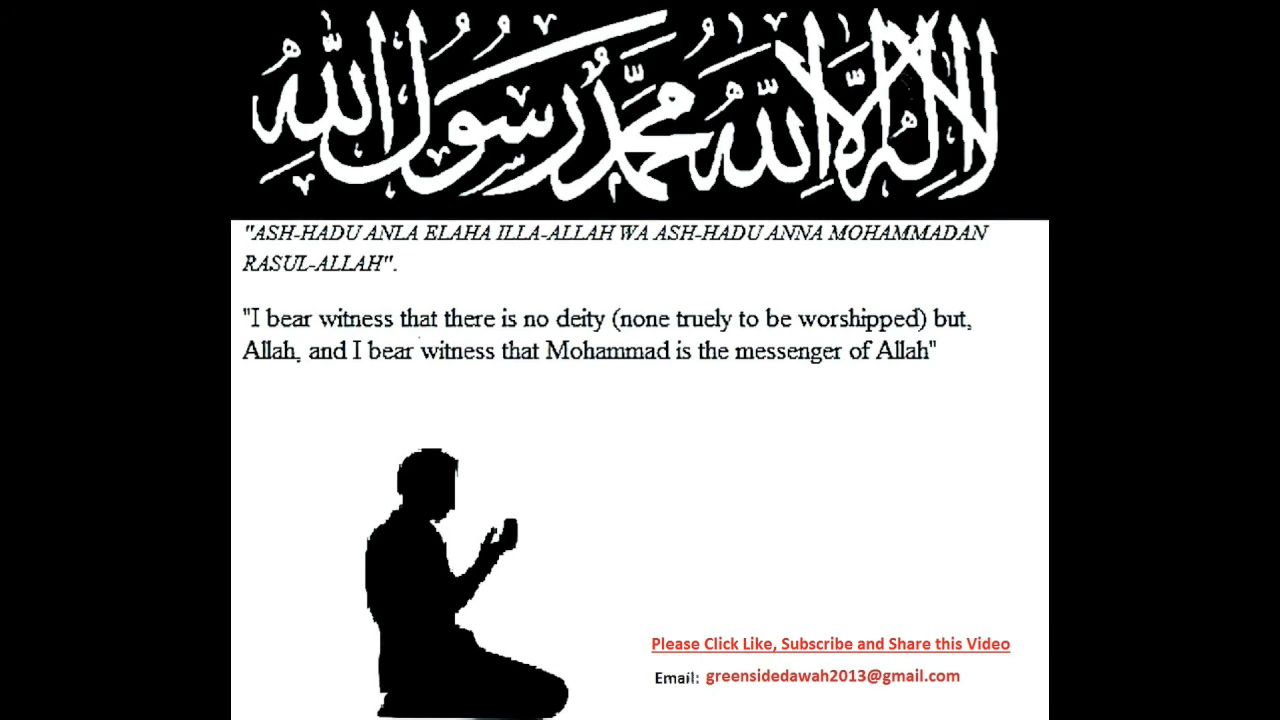 لا إله إلا الله محمد رسول الله
"ASH-HADU ANLA ELAHA ILLA-ALLAH WA ASH-HADU ANNA MOHAMMADAN
RASUL-ALLAH".
"I bear witness that there is no deity (none truely to be worshipped) but,
Allah, and I bear witness that Mohammad is the messenger of Allah"
Please Click Like, Subscribe and Share this Video
Email: greensidedawah2013@gmail.com